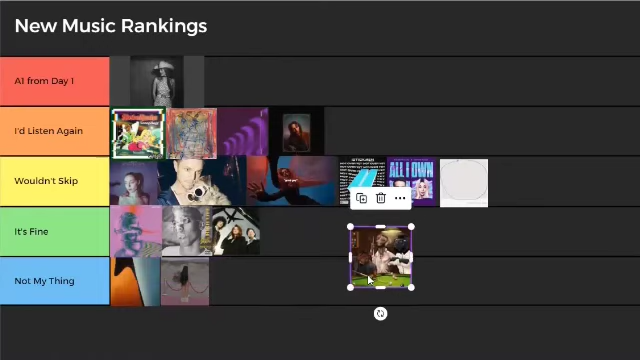 New Music Rankings
A1 from Day 1
I'd Listen Again
Wouldn't Skip
ALL I OWN
It's Fine
Not My Thing